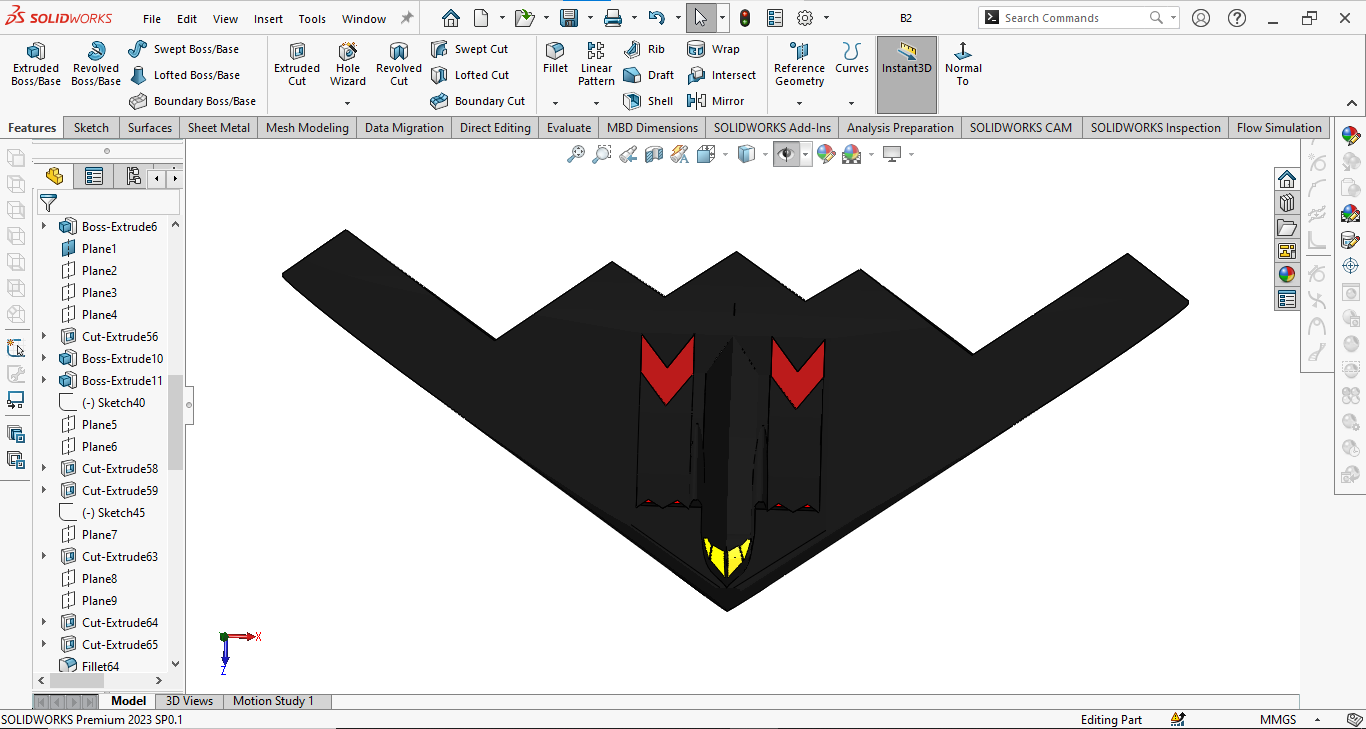 SOLIDWORKS File Edit View Insert Tools Window B2 Search Commands
Extruded Boss/Base
Revolved Boss/Base
Swept Boss/Base
Lofted Boss/Base
Boundary Boss/Base
Extruded Cut
Hole Wizard
Revolved Cut
Swept Cut
Lofted Cut
Boundary Cut
Fillet
Linear Pattern
Rib
Draft
Shell
Wrap
Intersect
Mirror
Reference Geometry
Curves
Instant3D
Normal To
Features Sketch Surfaces Sheet Metal Mesh Modeling Data Migration Direct Editing Evaluate MBD Dimensions SOLIDWORKS Add-Ins Analysis Preparation SOLIDWORKS CAM SOLIDWORKS Inspection Flow Simulation
Boss-Extrude6
Plane1
Plane2
Plane3
Plane4
Cut-Extrude56
Boss-Extrude10
Boss-Extrude11
(-) Sketch40
Plane5
Plane6
Cut-Extrude58
Cut-Extrude59
(-) Sketch45
Plane7
Cut-Extrude63
Plane8
Plane9
Cut-Extrude64
Cut-Extrude65
Fillet64
X
Z
Model 3D Views Motion Study 1
SOLIDWORKS Premium 2023 SP0.1 Editing Part MMGS